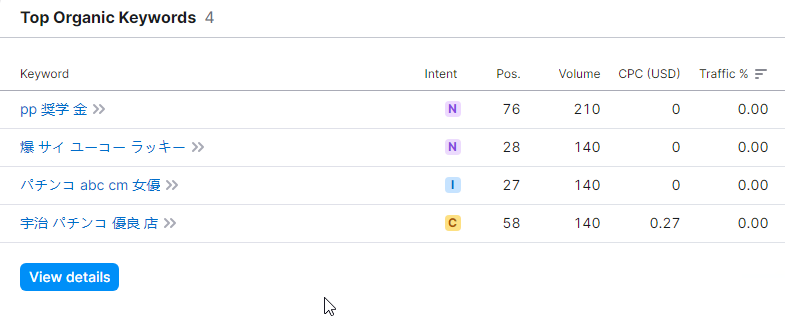 Top Organic Keywords 4
Keyword Intent Pos. Volume CPC (USD) Traffic %
pp 奨学 金 N 76 210 0 0.00
爆 サイ ユーコー ラッキー N 28 140 0 0.00
パチンコ abc cm 女優 I 27 140 0 0.00
宇治 パチンコ 優良 店 C 58 140 0.27 0.00
View details